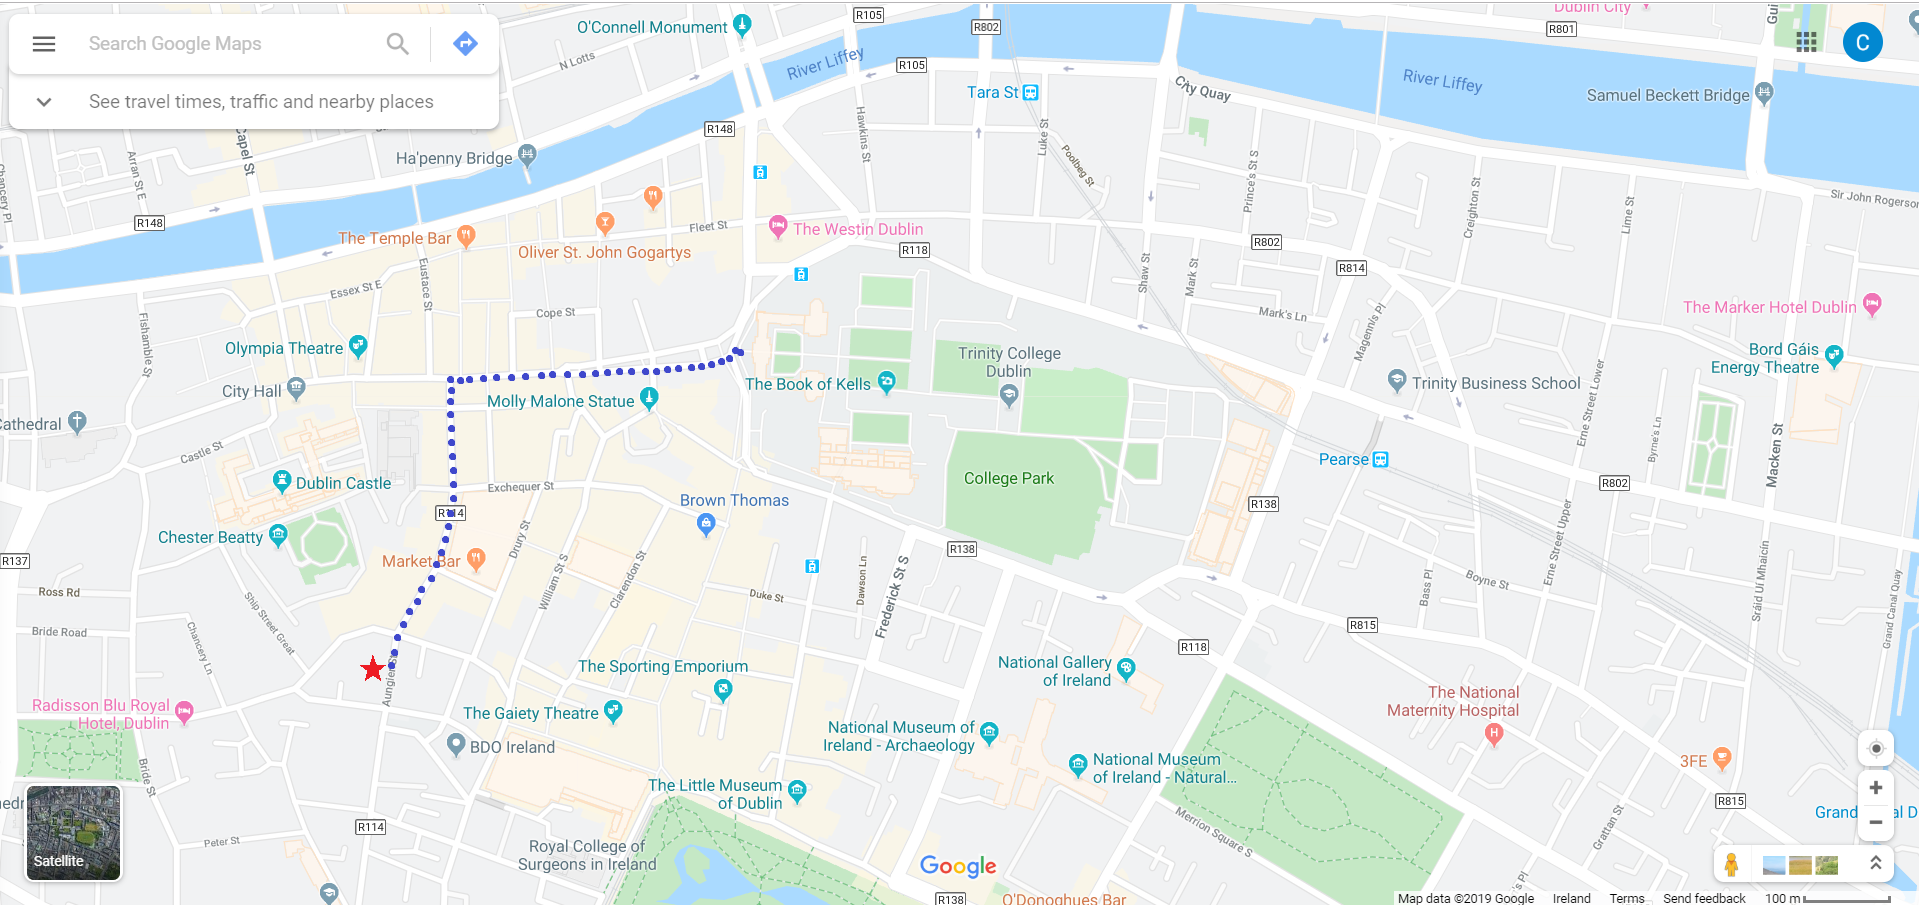 Search Google Maps
See travel times, traffic and nearby places
O'Connell Monument
R105
R802
Dublin City
R801
C
N Lotts
River Liffey
R105
Tara St
City Quay
River Liffey
Samuel Beckett Bridge
Capel St
R148
Ha'penny Bridge
Hawkins St
Luke St
Poolbeg St
Arran St E
Chancery Pl
Prince's St S
Creighton St
Lime St
Sir John Rogerson
R148
The Temple Bar
Oliver St. John Gogartys
Fleet St
The Westin Dublin
R118
R802
R814
Eustace St
Essex St E
Shaw St
Mark St
Fishamble St
Cope St
Mark's Ln
Magennis Pl
The Marker Hotel Dublin
Olympia Theatre
Trinity College
Dublin
Bord Gáis
Energy Theatre
City Hall
The Book of Kells
Trinity Business School
Molly Malone Statue
Cathedral
Erne Street Lower
Byrne's Ln
Macken St
Castle St
Pearse
College Park
Dublin Castle
Exchequer St
Brown Thomas
R802
R138
R114
Chester Beatty
Drury St
R138
Erne Street Upper
R137
Market Bar
William St S
Clarendon St
Dawson Ln
Frederick St S
Bass Pl
Boyne St
Sráid Uí Mhaicín
Grand Canal Quay
Ross Rd
Ship Street Great
Duke St
Bride Road
Chancery Ln
R815
R118
Aungier St
The Sporting Emporium
National Gallery
of Ireland
Radisson Blu Royal
Hotel, Dublin
The National
Maternity Hospital
The Gaiety Theatre
National Museum of
Ireland - Archaeology
BDO Ireland
National Museum
of Ireland - Natural...
3FE
Bride St
The Little Museum
of Dublin
R815
Grand
D
R114
Merrion Square S
Grattan St
Peter St
Royal College of
Surgeons in Ireland
Satellite
Google
R138
O'Donoghues Bar
Map data ©2019 Google Ireland Terms Send feedback 100 m